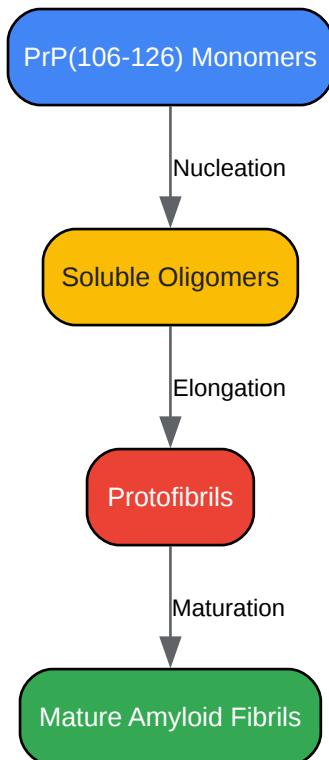 PrP(106-126) Monomers
Nucleation
Soluble Oligomers
Elongation
Protofibrils
Maturation
Mature Amyloid Fibrils